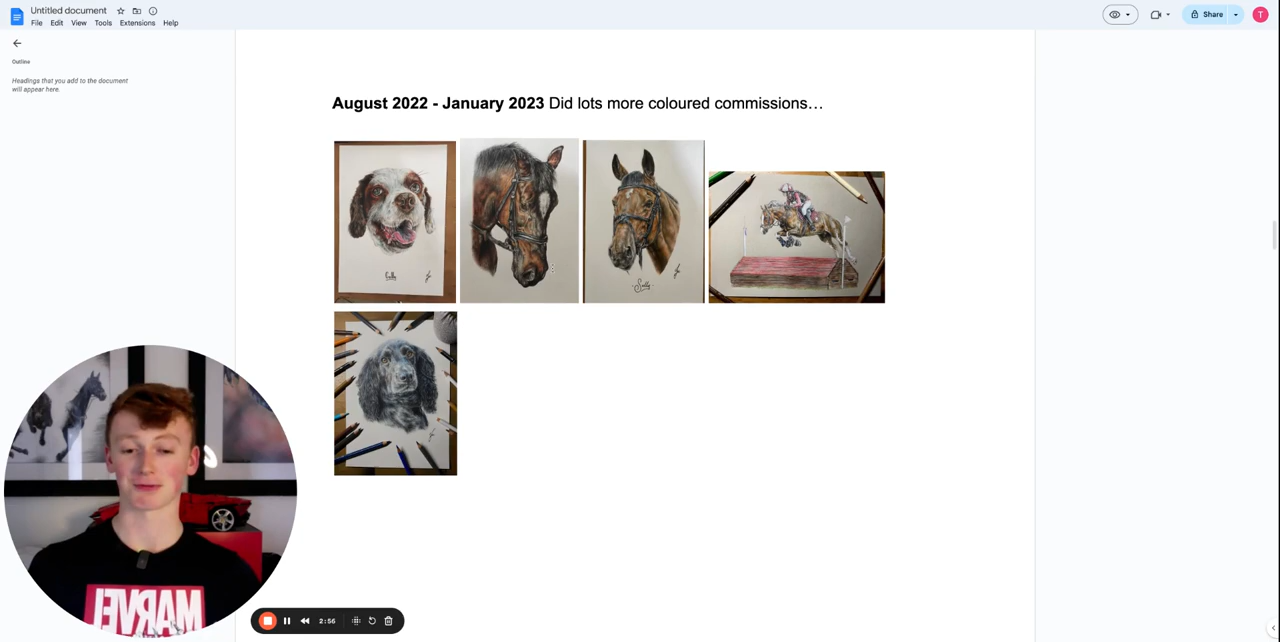 Untitled document
File Edit View Tools Extensions Help
Share
T
Outline
Headings that you add to the document
will appear here.
August 2022 - January 2023 Did lots more coloured commissions…
Sally
MARVEL
2:56